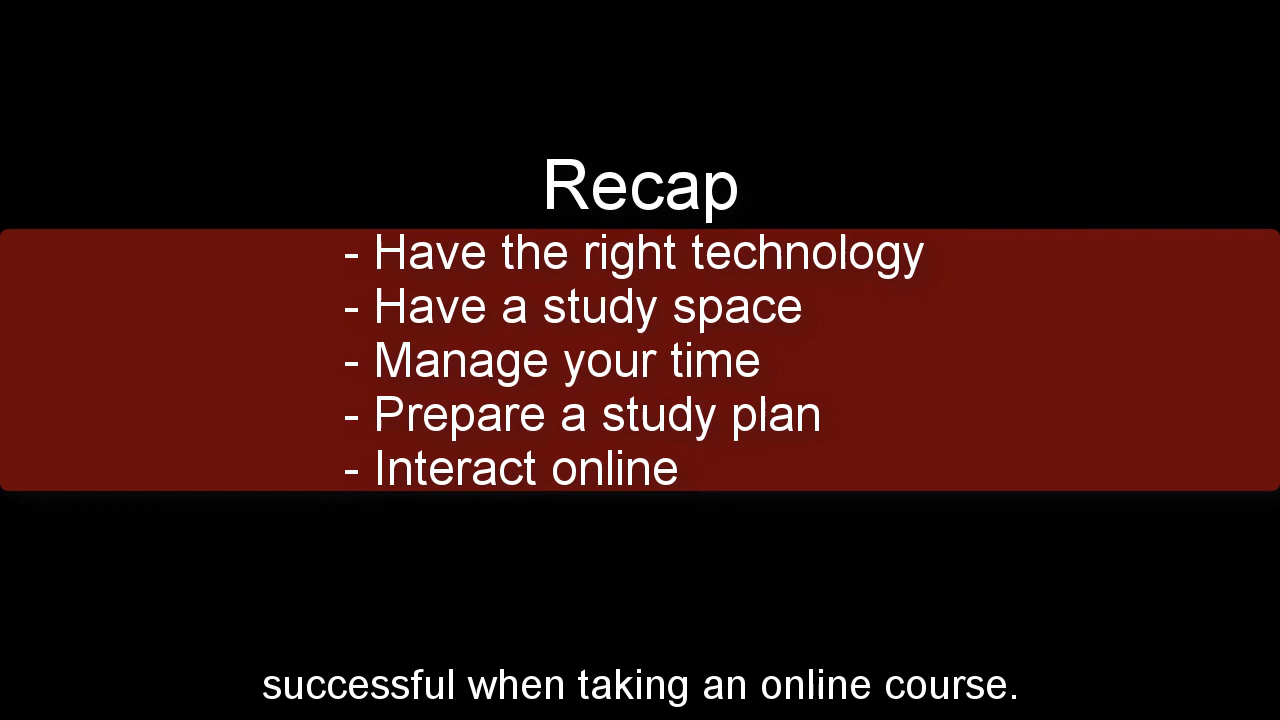 Recap
- Have the right technology
- Have a study space
- Manage your time
- Prepare a study plan
- Interact online
successful when taking an online course.